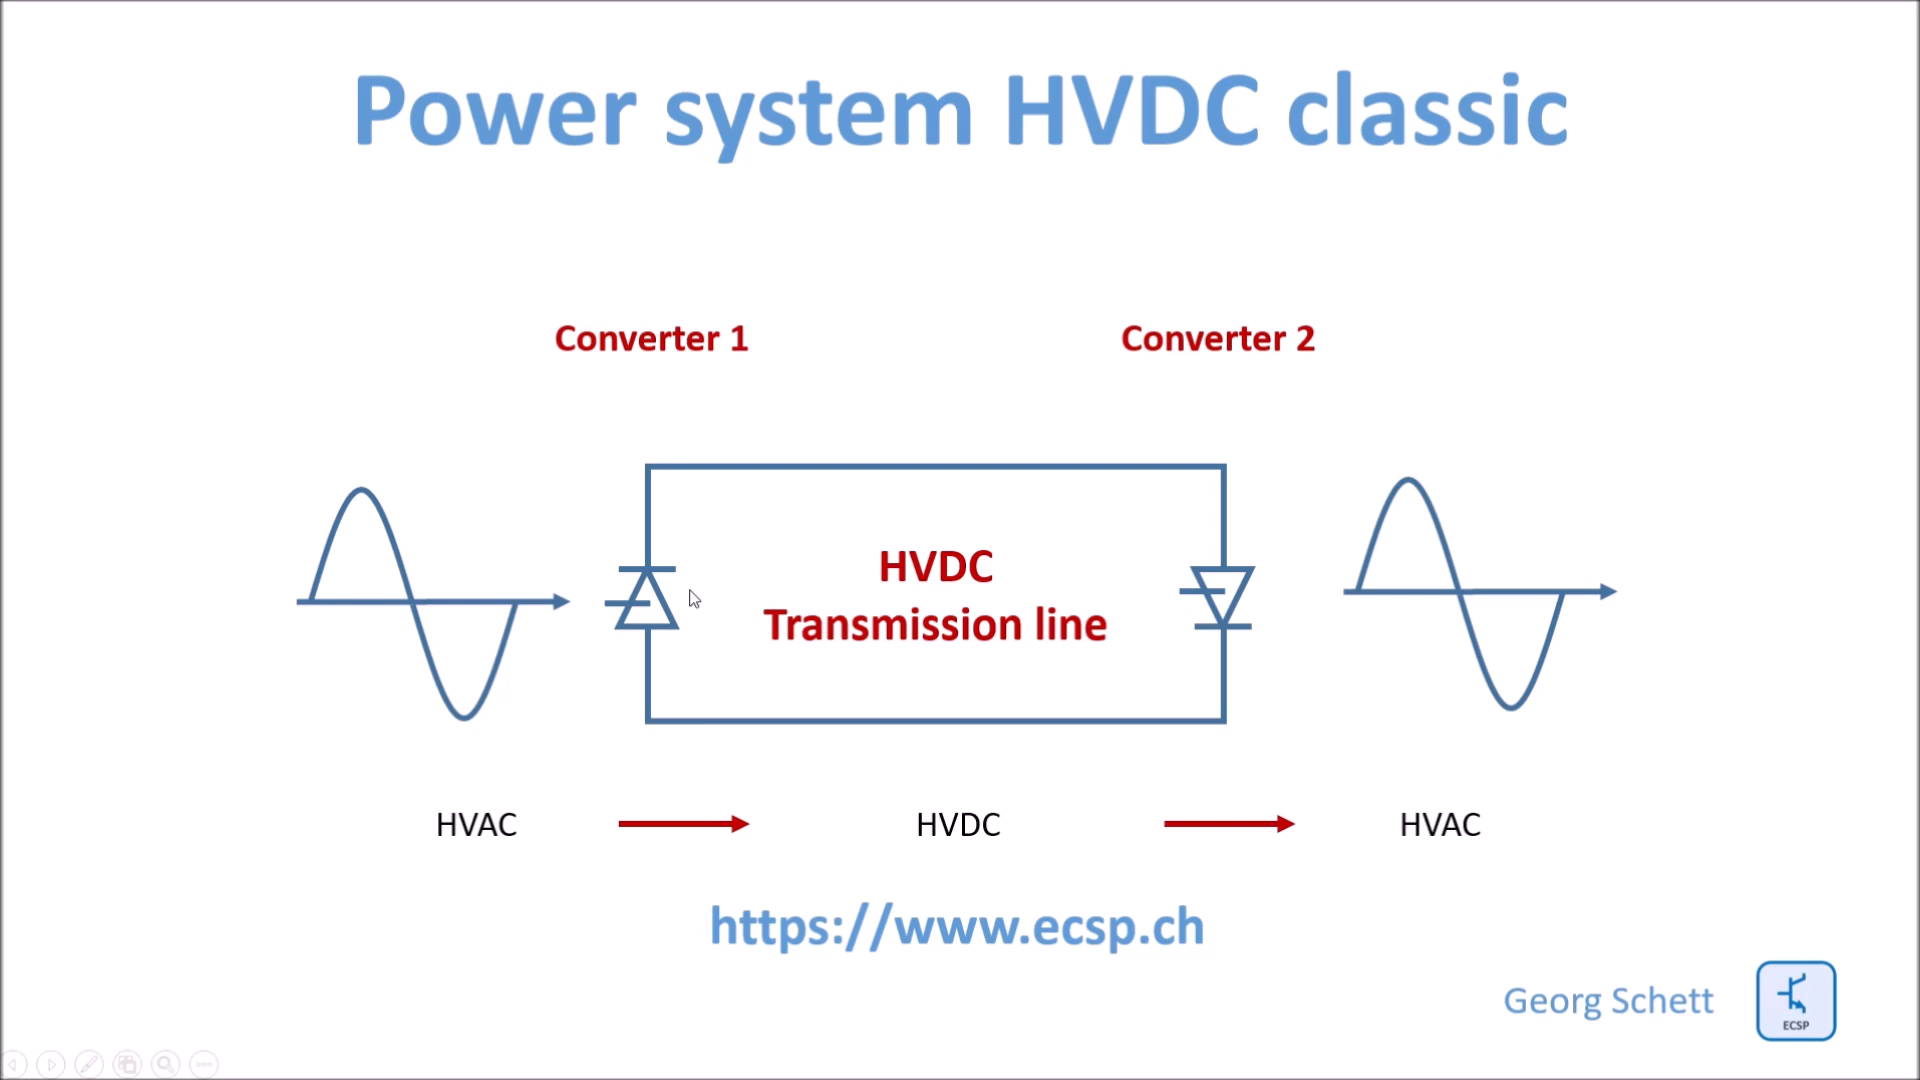 Power system HVDC classic
Converter 1
Converter 2
HVDC
Transmission line
HVAC
HVDC
HVAC
https://www.ecsp.ch
Georg Schett
ECSP